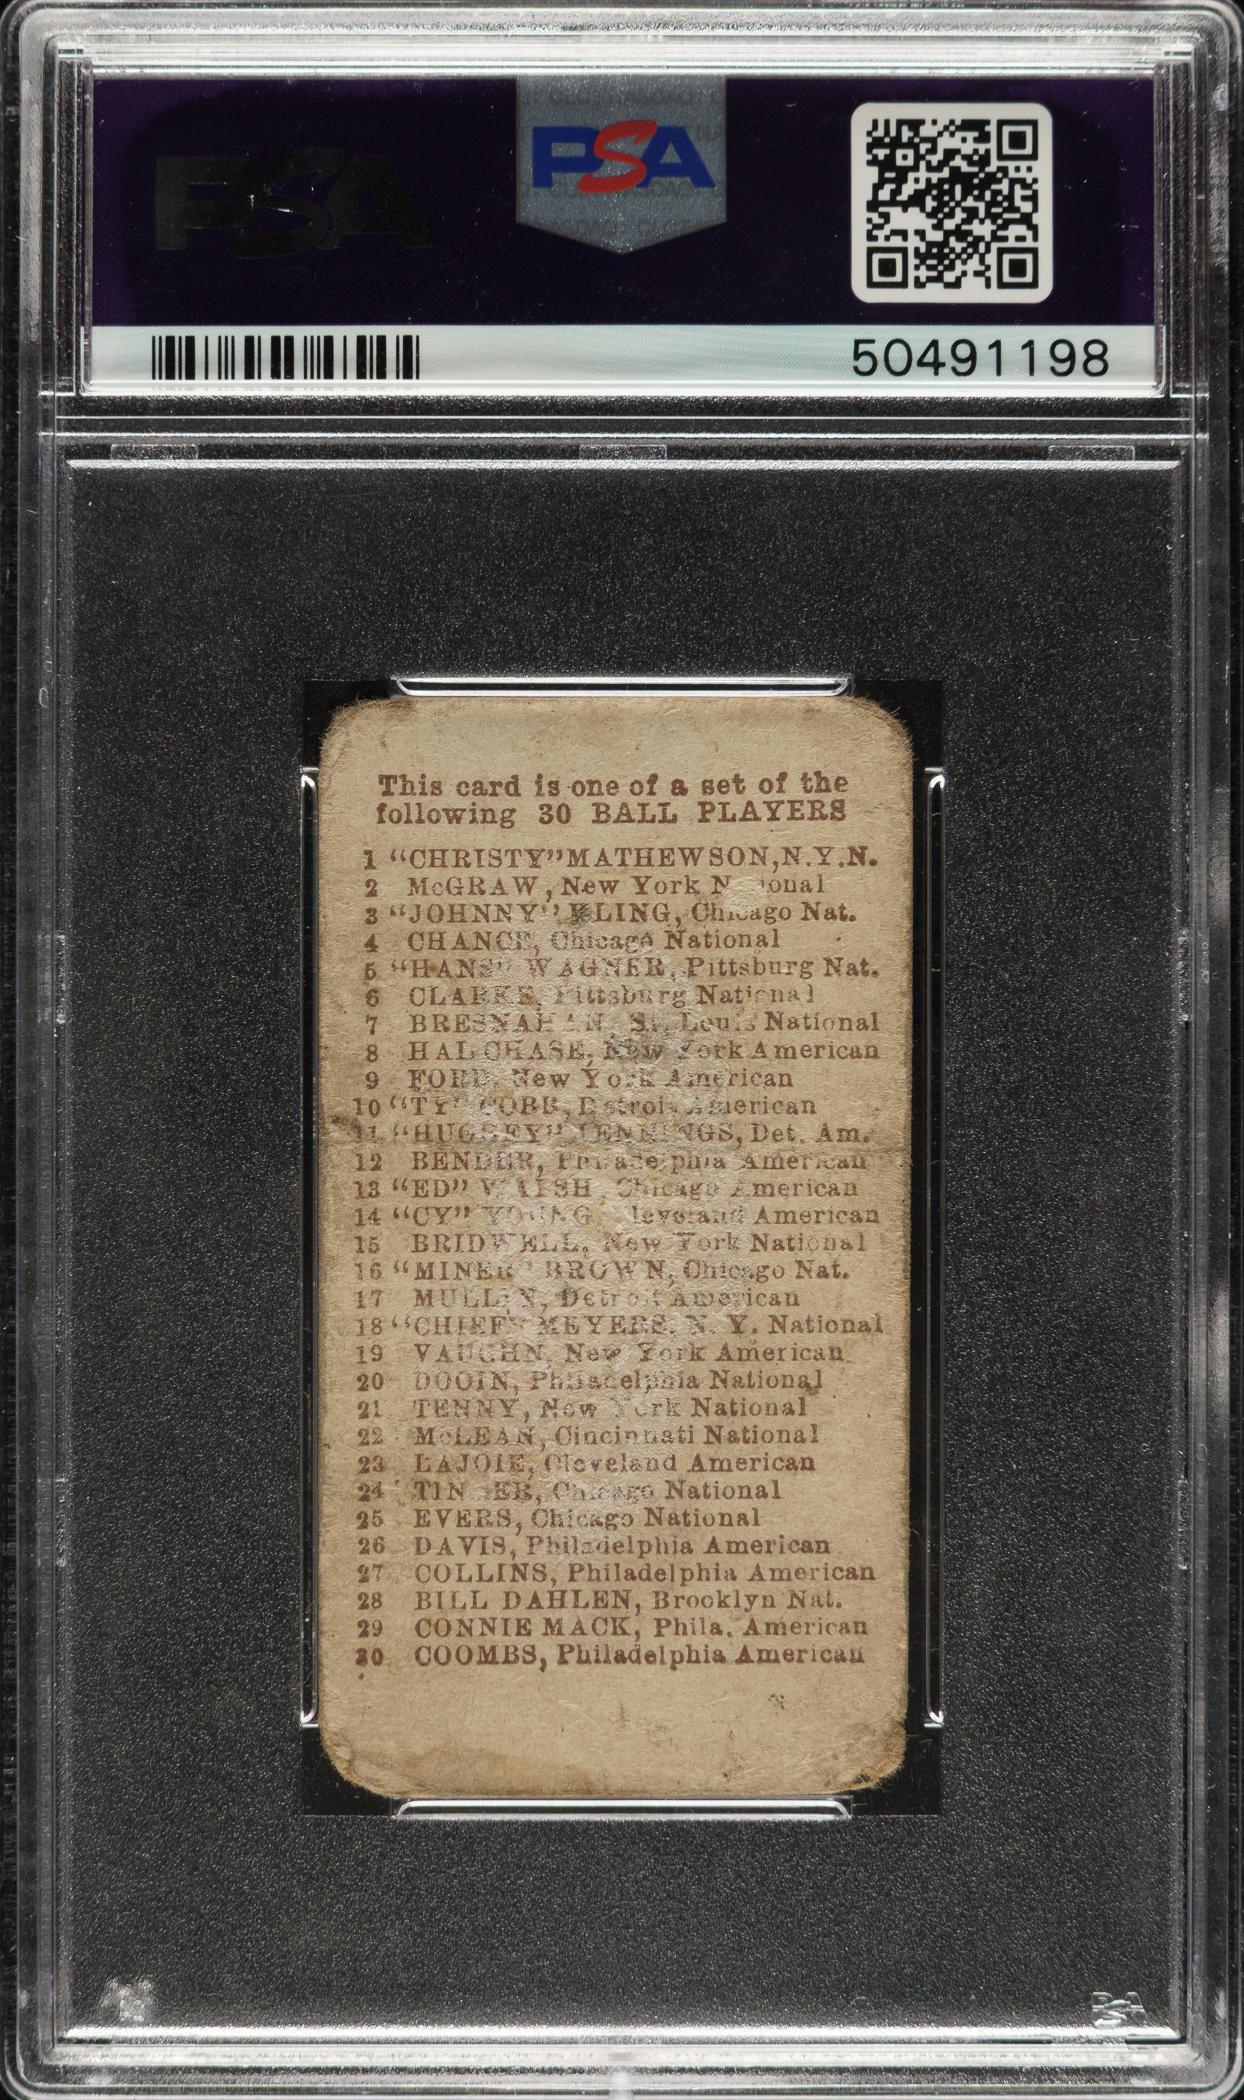 PSA
PSA
50491198
This card is one of a set of the
following 30 BALL PLAYERS
1 "CHRISTY" MATHEWSON, N.Y.N.
2 McGRAW, New York National
3 "JOHNNY" KLING, Chicago Nat.
4 CHANCE, Chicago National
5 "HANS" WAGNER, Pittsburg Nat.
6 CLARKE, Pittsburg National
7 BRESNAHAN, St. Louis National
8 HAL CHASE, New York American
9 FORD, New York American
10 "TY" COBB, Detroit American
11 "HUGHEY" JENNINGS, Det. Am.
12 BENDER, Philadelphia American
13 "ED" WALSH, Chicago American
14 "CY" YOUNG, Cleveland American
15 BRIDWELL, New York National
16 "MINER" BROWN, Chicago Nat.
17 MULLIN, Detroit American
18 "CHIEF" MEYERS, N. Y. National
19 VAUGHN, New York American
20 DOOIN, Philadelphia National
21 TENNY, New York National
22 McLEAN, Cincinnati National
23 LAJOIE, Cleveland American
24 TINKER, Chicago National
25 EVERS, Chicago National
26 DAVIS, Philadelphia American
27 COLLINS, Philadelphia American
28 BILL DAHLEN, Brooklyn Nat.
29 CONNIE MACK, Phila. American
30 COOMBS, Philadelphia American
PSA